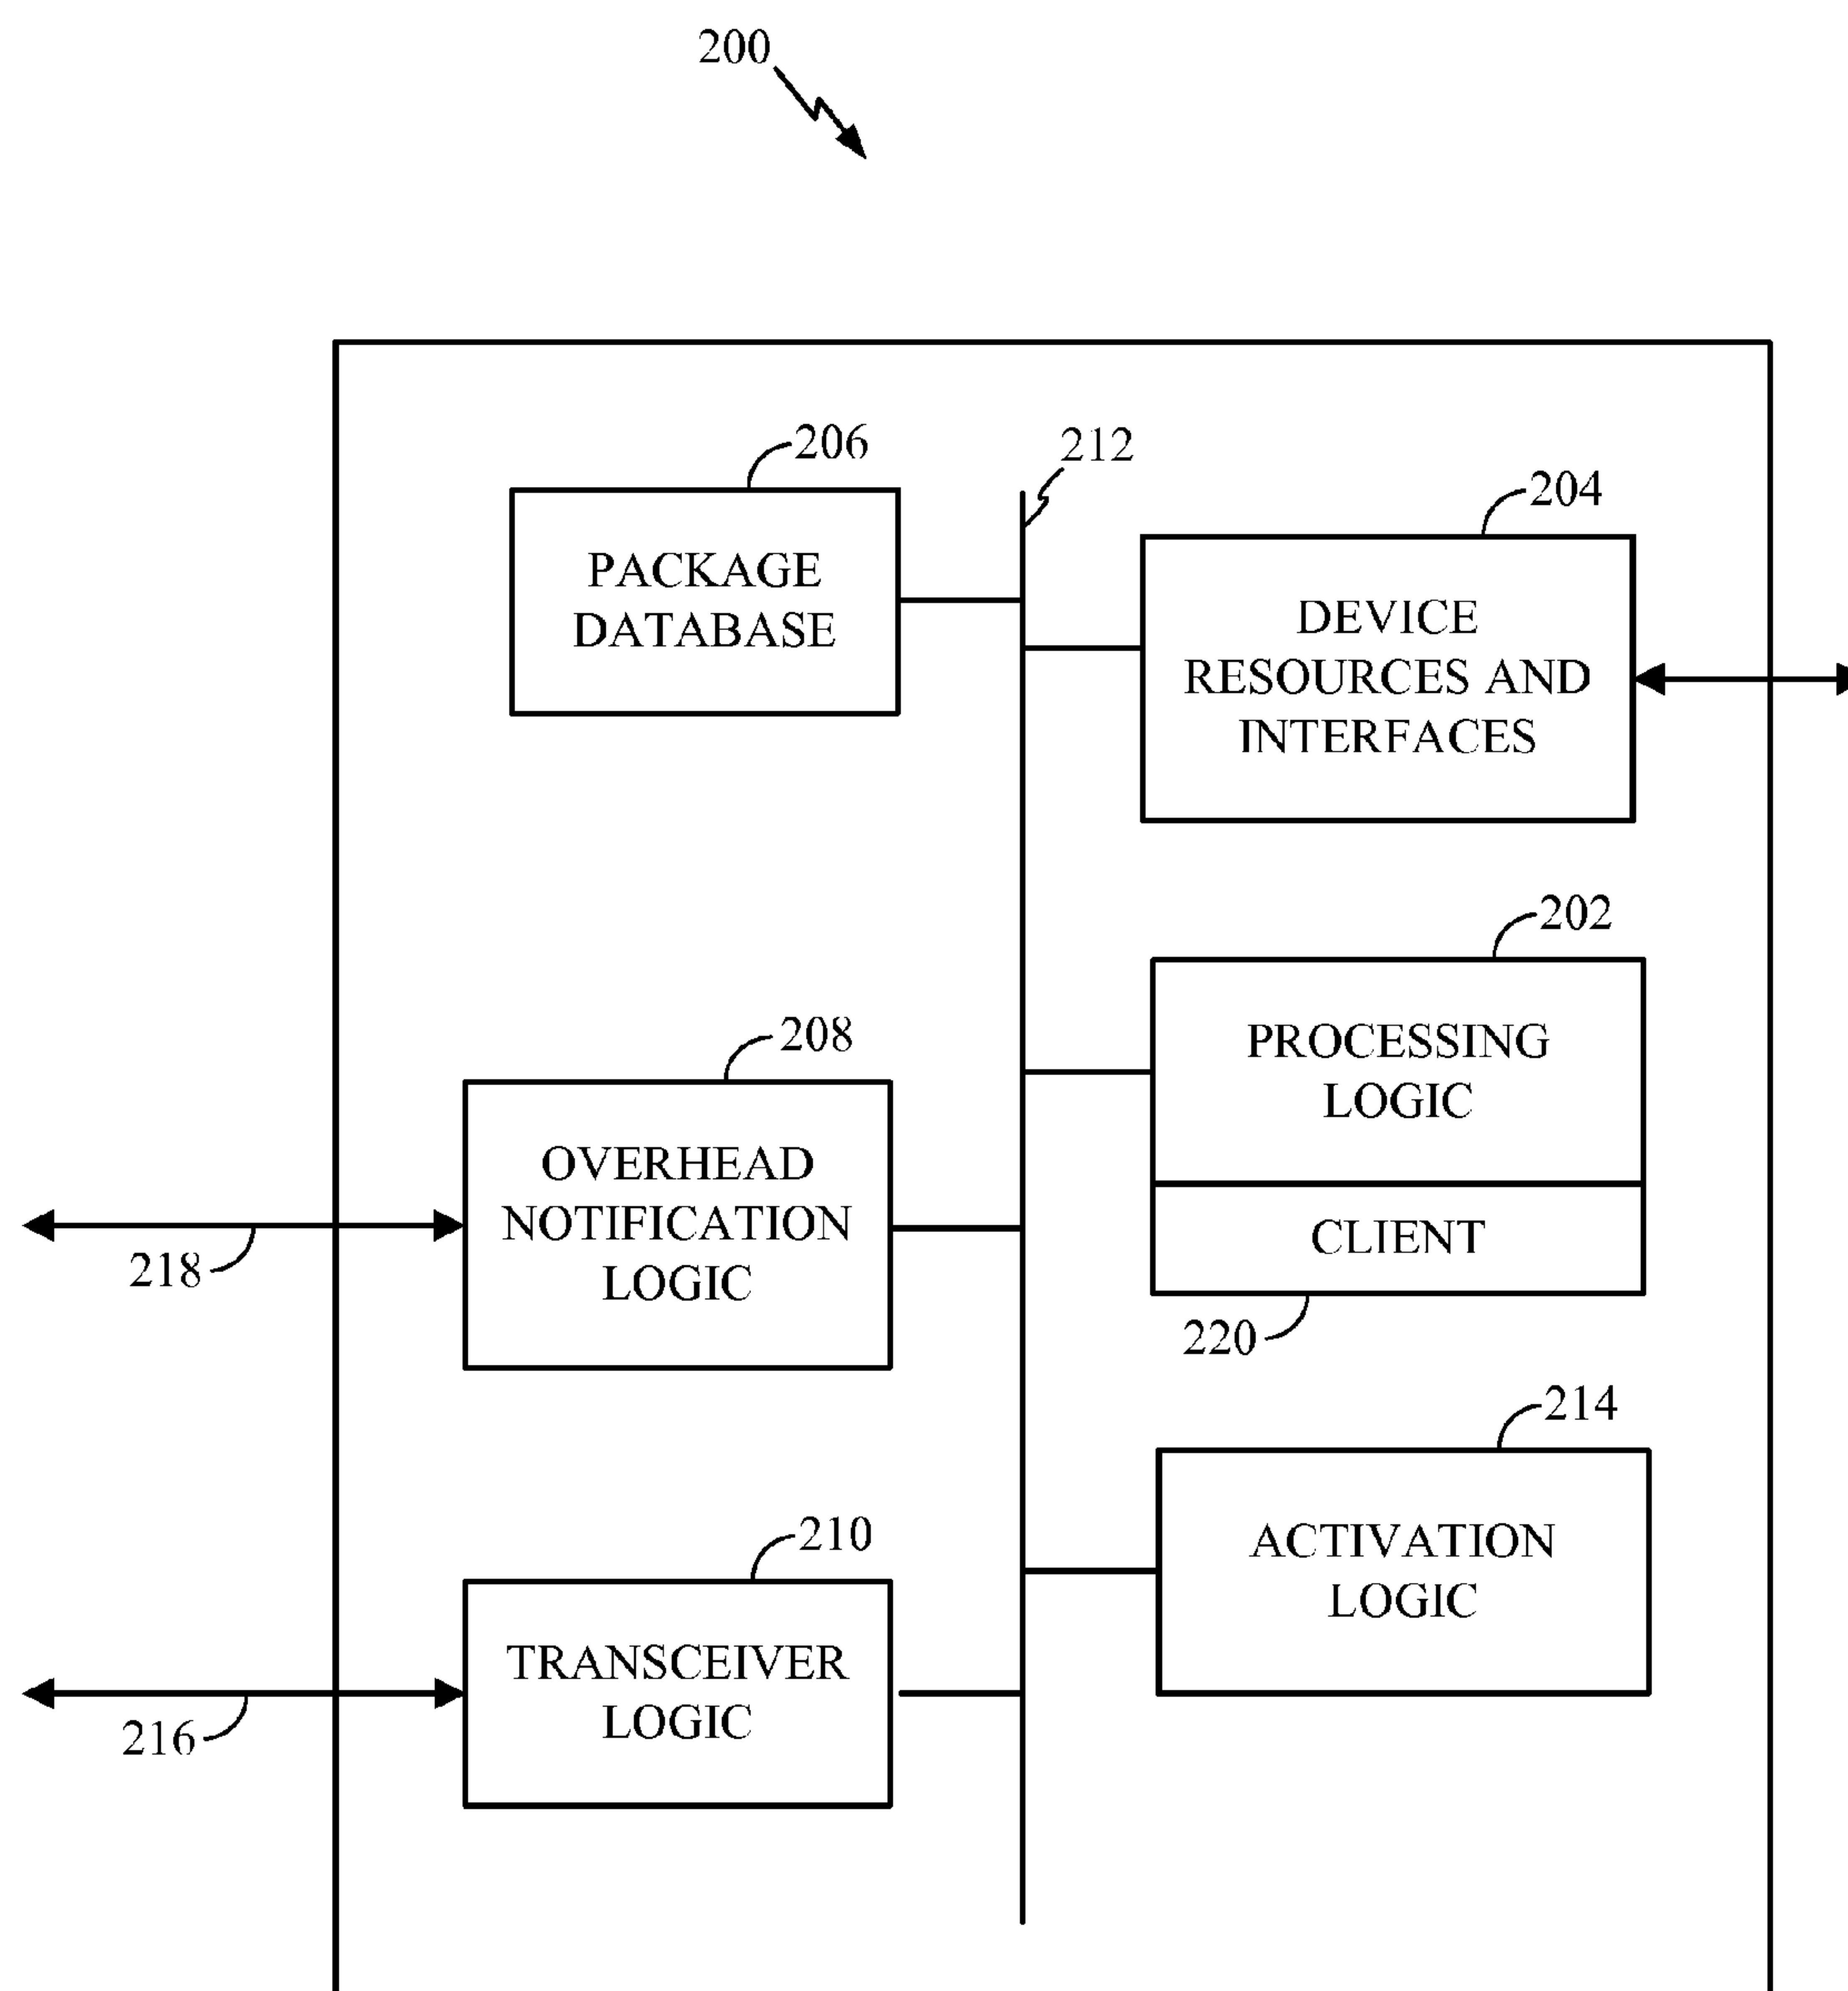 200
206
212
204
PACKAGE
DATABASE
DEVICE
RESOURCES AND
INTERFACES
202
208
PROCESSING
LOGIC
OVERHEAD
NOTIFICATION
LOGIC
CLIENT
218
220
214
210
ACTIVATION
LOGIC
TRANSCEIVER
LOGIC
216